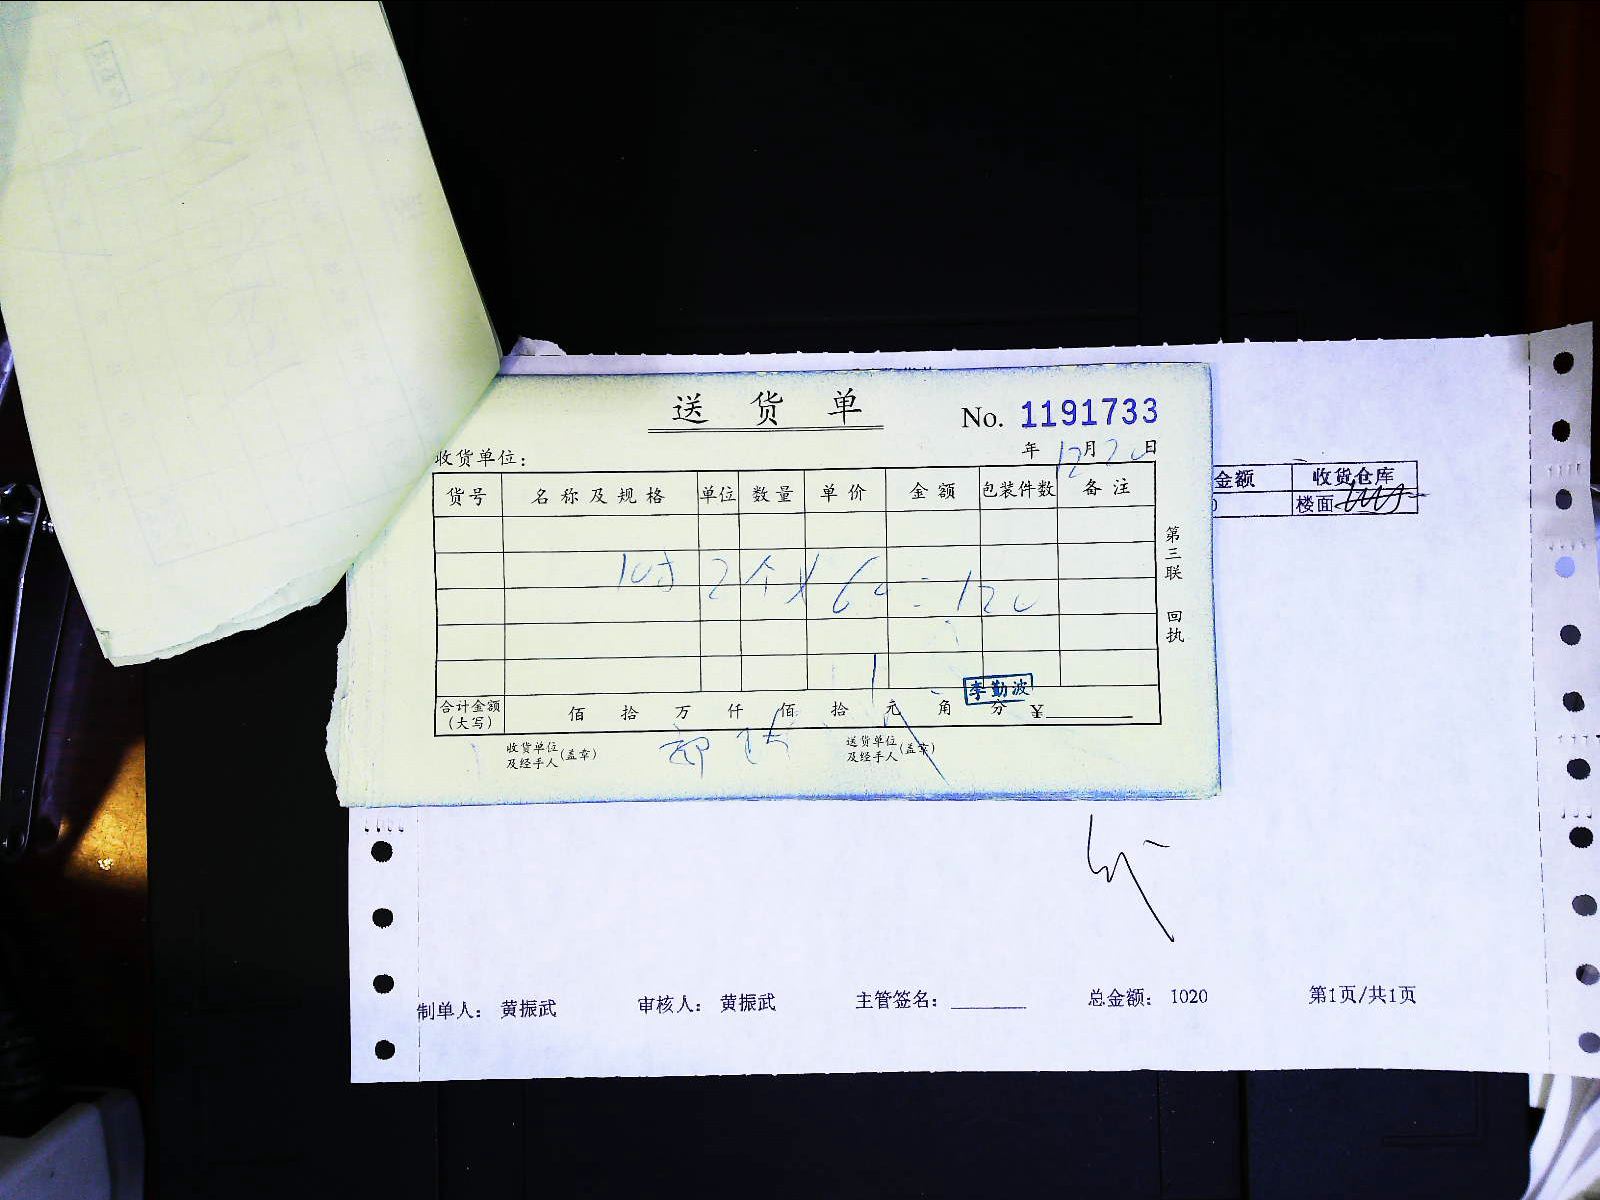 送货单 No. 1191733
收货单位： 年 12月20日
货号 名称及规格 单位 数量 单价 金额 包装件数 备注
10寸 2个 × 60 = 120
合计金额（大写） 佰 拾 万 仟 佰 拾 元 角 分 ￥
李勤波
收货单位及经手人（盖章） 送货单位及经手人（盖章）
第三联 回执
金额 收货仓库
楼面
制单人： 黄振武 审核人： 黄振武 主管签名： 总金额： 1020 第1页/共1页